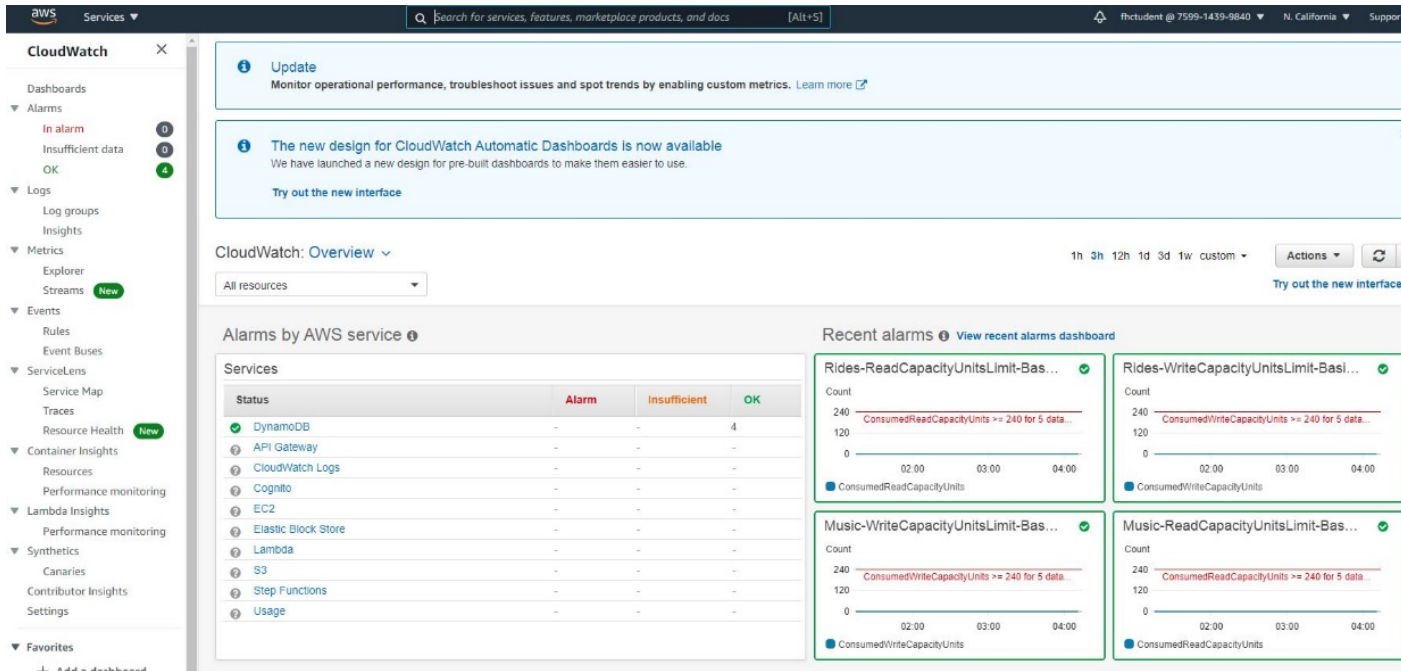 aws
Services ▼
Search for services, features, marketplace products, and docs [Alt+S]
fhctudent @ 7599-1439-9840 ▼
N. California ▼
Suppor
CloudWatch ×
Dashboards
Alarms
In alarm 0
Insufficient data 0
OK 4
Logs
Log groups
Insights
Metrics
Explorer
Streams New
Events
Rules
Event Buses
ServiceLens
Service Map
Traces
Resource Health New
Container Insights
Resources
Performance monitoring
Lambda Insights
Performance monitoring
Synthetics
Canaries
Contributor Insights
Settings
Favorites
+ Add a dashboard
Update
Monitor operational performance, troubleshoot issues and spot trends by enabling custom metrics. Learn more
The new design for CloudWatch Automatic Dashboards is now available
We have launched a new design for pre-built dashboards to make them easier to use.
Try out the new interface
CloudWatch: Overview
1h 3h 12h 1d 3d 1w custom
Actions
All resources
Try out the new interface
Alarms by AWS service
Services
Status Alarm Insufficient OK
DynamoDB - - 4
API Gateway - - -
CloudWatch Logs - - -
Cognito - - -
EC2 - - -
Elastic Block Store - - -
Lambda - - -
S3 - - -
Step Functions - - -
Usage - - -
Recent alarms View recent alarms dashboard
Rides-ReadCapacityUnitsLimit-Bas...
Count
240
ConsumedReadCapacityUnits >= 240 for 5 data...
120
0
02:00 03:00 04:00
ConsumedReadCapacityUnits
Rides-WriteCapacityUnitsLimit-Basi...
Count
240
ConsumedWriteCapacityUnits >= 240 for 5 data...
120
0
02:00 03:00 04:00
ConsumedWriteCapacityUnits
Music-WriteCapacityUnitsLimit-Bas...
Count
240
ConsumedWriteCapacityUnits >= 240 for 5 data...
120
0
02:00 03:00 04:00
ConsumedWriteCapacityUnits
Music-ReadCapacityUnitsLimit-Bas...
Count
240
ConsumedReadCapacityUnits >= 240 for 5 data...
120
0
02:00 03:00 04:00
ConsumedReadCapacityUnits